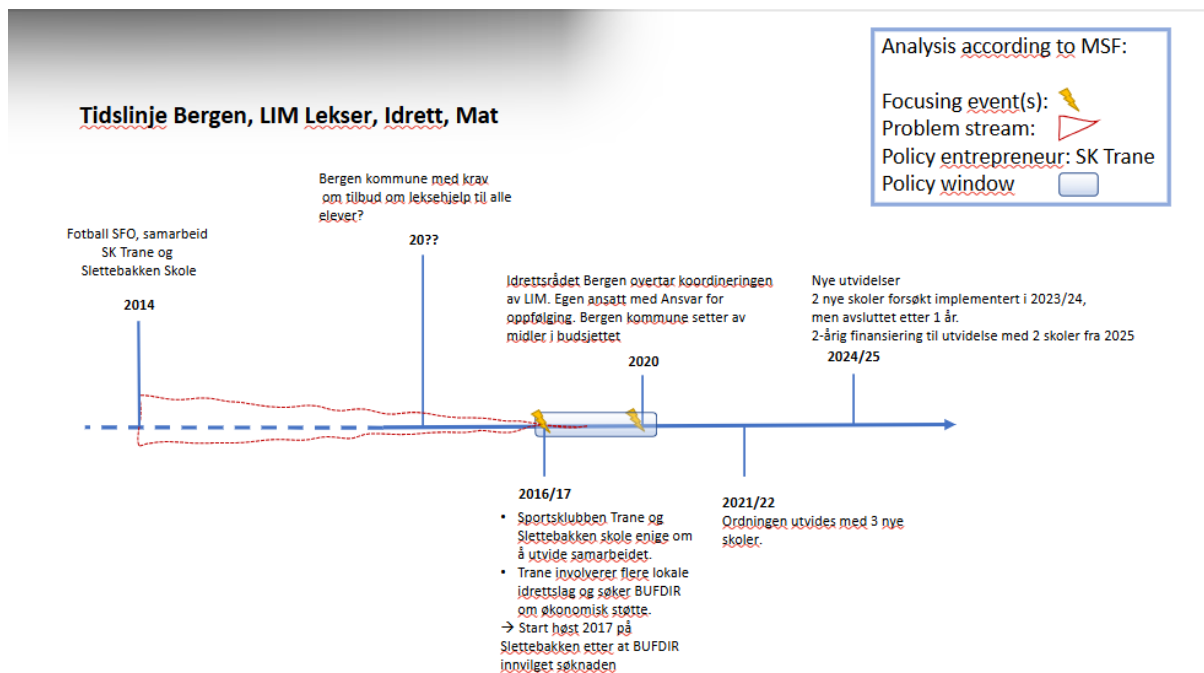 Analysis according to MSF:
Focusing event(s):
Problem stream:
Policy entrepreneur: SK Trane
Policy window
Tidslinje Bergen, LIM Lekser, Idrett, Mat
Fotball SFO, samarbeid
SK Trane og
Slettebakken Skole
2014
Bergen kommune med krav
om tilbud om leksehjelp til alle
elever?
20??
Idrettsrådet Bergen overtar koordineringen
av LIM. Egen ansatt med Ansvar for
oppfølging. Bergen kommune setter av
midler i budsjettet
2020
Nye utvidelser
2 nye skoler forsøkt implementert i 2023/24,
men avsluttet etter 1 år.
2-årig finansiering til utvidelse med 2 skoler fra 2025
2024/25
2016/17
• Sportsklubben Trane og
Slettebakken skole enige om
å utvide samarbeidet.
• Trane involverer flere lokale
idrettslag og søker BUFDIR
om økonomisk støtte.
→ Start høst 2017 på
Slettebakken etter at BUFDIR
innvilget søknaden
2021/22
Ordningen utvides med 3 nye
skoler.